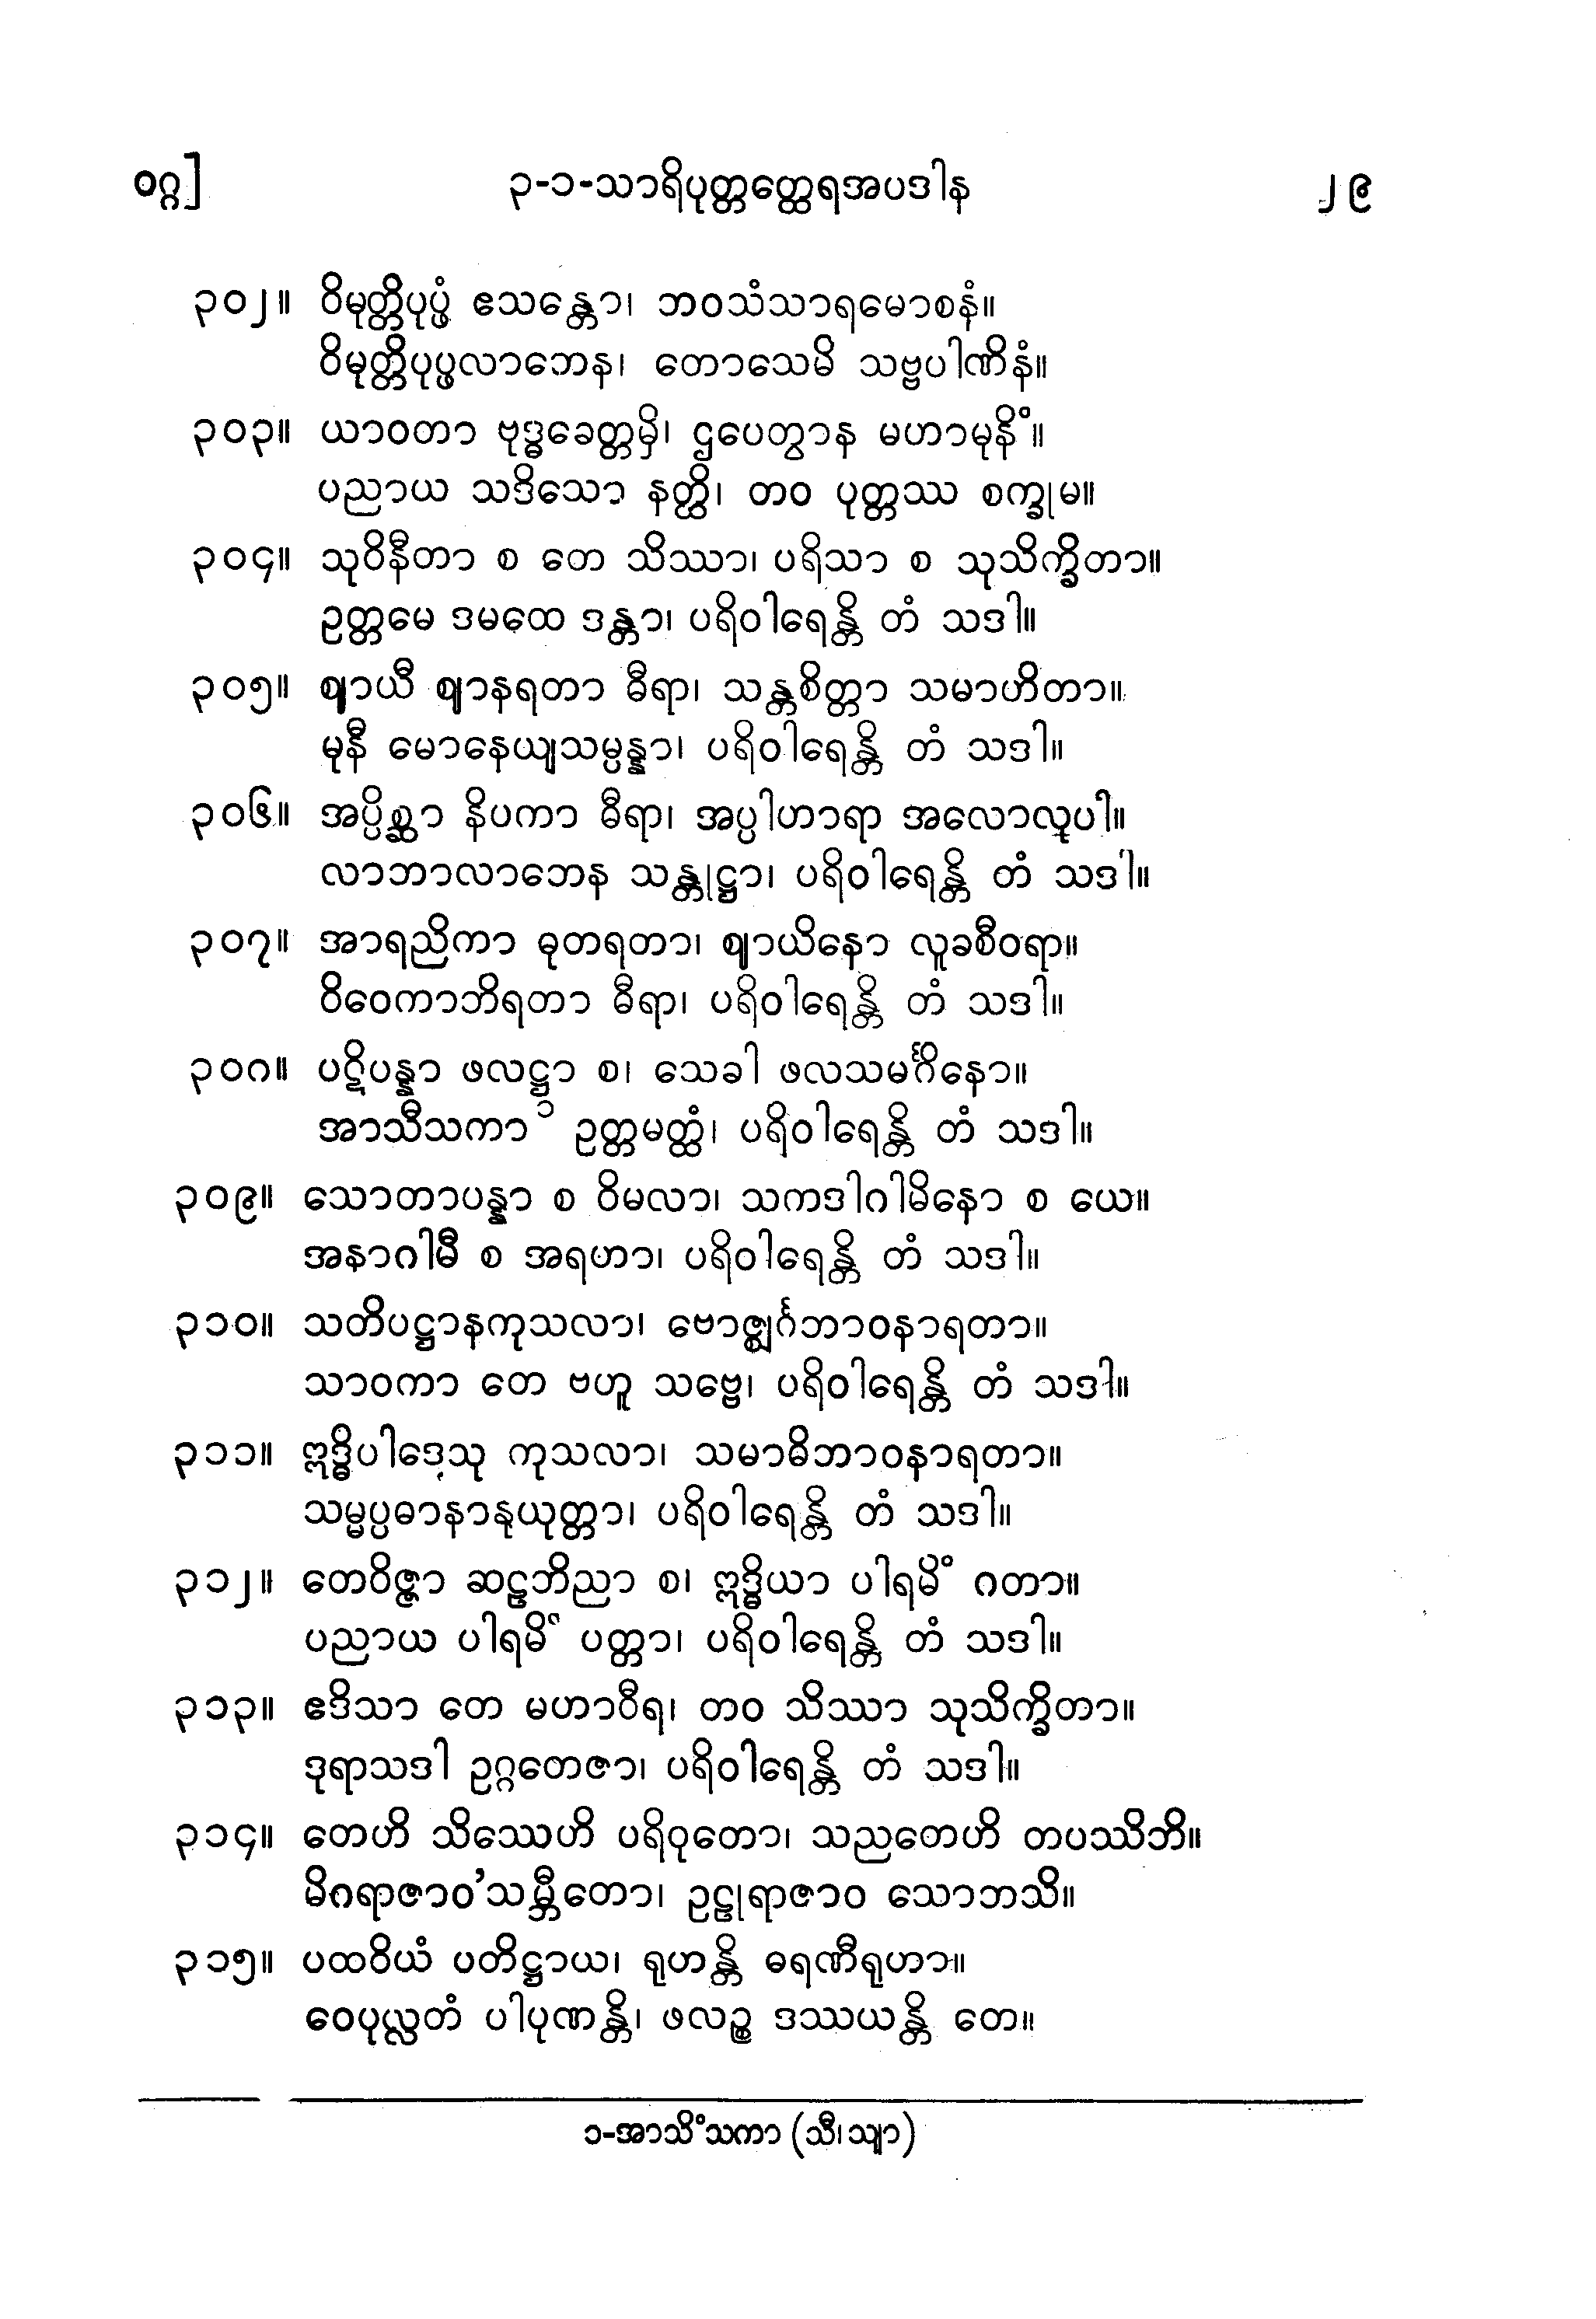 ဝဂ္ဂ] ၃-၁-သာရိပုတ္တတ္ထေရအပဒါန ၂၉
၃၀၂။ ဝိမုတ္တိပုပ္ဖံ ဧသန္တော၊ ဘဝသံသာရမောစနံ။
ဝိမုတ္တိပုပ္ဖလာဘေန၊ တောသေမိ သဗ္ဗပါဏိနံ။
၃၀၃။ ယာဝတာ ဗုဒ္ဓခေတ္တမှိ၊ ဌပေတွာန မဟာမုနိံ။
ပညာယ သဒိသော နတ္ထိ၊ တဝ ပုတ္တဿ စက္ခုမ။
၃၀၄။ သုဝိနီတာ စ တေ သိဿာ၊ ပရိသာ စ သုသိက္ခိတာ။
ဥတ္တမေ ဒမထေ ဒန္တာ၊ ပရိဝါရေန္တိ တံ သဒါ။
၃၀၅။ ဈာယီ ဈာနရတာ ဓီရာ၊ သန္တစိတ္တာ သမာဟိတာ။
မုနီ မောနေယျသမ္ပန္နာ၊ ပရိဝါရေန္တိ တံ သဒါ။
၃၀၆။ အပ္ပိစ္ဆာ နိပကာ ဓီရာ၊ အပ္ပါဟာရာ အလောလုပါ။
လာဘာလာဘေန သန္တုဋ္ဌာ၊ ပရိဝါရေန္တိ တံ သဒါ။
၃၀၇။ အာရညိကာ ဓုတရတာ၊ ဈာယိနော လူခစီဝရာ။
ဝိဝေကာဘိရတာ ဓီရာ၊ ပရိဝါရေန္တိ တံ သဒါ။
၃၀၈။ ပဋိပန္နာ ဖလဋ္ဌာ စ၊ သေခါ ဖလသမင်္ဂိနော။
အာသီသကာ ၁ ဥတ္တမတ္ထံ၊ ပရိဝါရေန္တိ တံ သဒါ။
၃၀၉။ သောတာပန္နာ စ ဝိမလာ၊ သကဒါဂါမိနော စ ယေ။
အနာဂါမီ စ အရဟာ၊ ပရိဝါရေန္တိ တံ သဒါ။
၃၁၀။ သတိပဋ္ဌာနကုသလာ၊ ဗောဇ္ဈင်္ဂဘာဝနာရတာ။
သာဝကာ တေ ဗဟူ သဗ္ဗေ၊ ပရိဝါရေန္တိ တံ သဒါ။
၃၁၁။ ဣဒ္ဓိပါဒေသု ကုသလာ၊ သမာဓိဘာဝနာရတာ။
သမ္မပ္ပဓာနာနုယုတ္တာ၊ ပရိဝါရေန္တိ တံ သဒါ။
၃၁၂။ တေဝိဇ္ဇာ ဆဠဘိညာ စ၊ ဣဒ္ဓိယာ ပါရမိံ ဂတာ။
ပညာယ ပါရမိံ ပတ္တာ၊ ပရိဝါရေန္တိ တံ သဒါ။
၃၁၃။ ဧဒိသာ တေ မဟာဝီရ၊ တဝ သိဿာ သုသိက္ခိတာ။
ဒုရာသဒါ ဥဂ္ဂတေဇာ၊ ပရိဝါရေန္တိ တံ သဒါ။
၃၁၄။ တေဟိ သိဿေဟိ ပရိဝုတော၊ သညတေဟိ တပဿိဘိ။
မိဂရာဇာဝ'သမ္ဘီတော၊ ဥဠုရာဇာဝ သောဘသိ။
၃၁၅။ ပထဝိယံ ပတိဋ္ဌာယ၊ ရုဟန္တိ ဓရဏီရုဟာ။
ဝေပုလ္လတံ ပါပုဏန္တိ၊ ဖလဉ္စ ဒဿယန္တိ တေ။
၁-အာသိံသကာ (သီ၊သျာ)